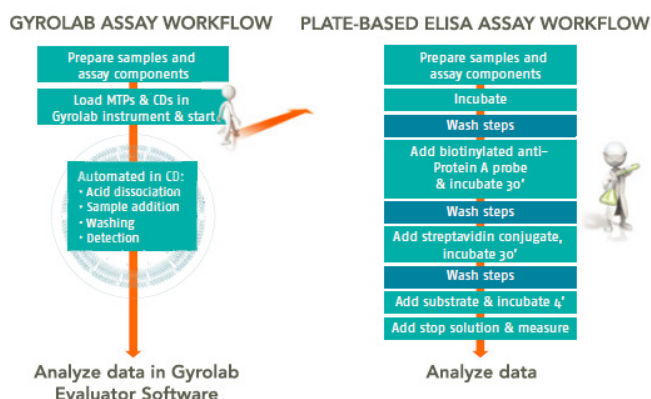 GYROLAB ASSAY WORKFLOW
Prepare samples and
assay components
Load MTPs & CDs in
Gyrolab instrument & start
Automated in CD:
• Acid dissociation
• Sample addition
• Washing
• Detection
Analyze data in Gyrolab
Evaluator Software
PLATE-BASED ELISA ASSAY WORKFLOW
Prepare samples and
assay components
Incubate
Wash steps
Add biotinylated anti-
Protein A probe
& incubate 30'
Wash steps
Add streptavidin conjugate,
incubate 30'
Wash steps
Add substrate & incubate 4'
Add stop solution & measure
Analyze data